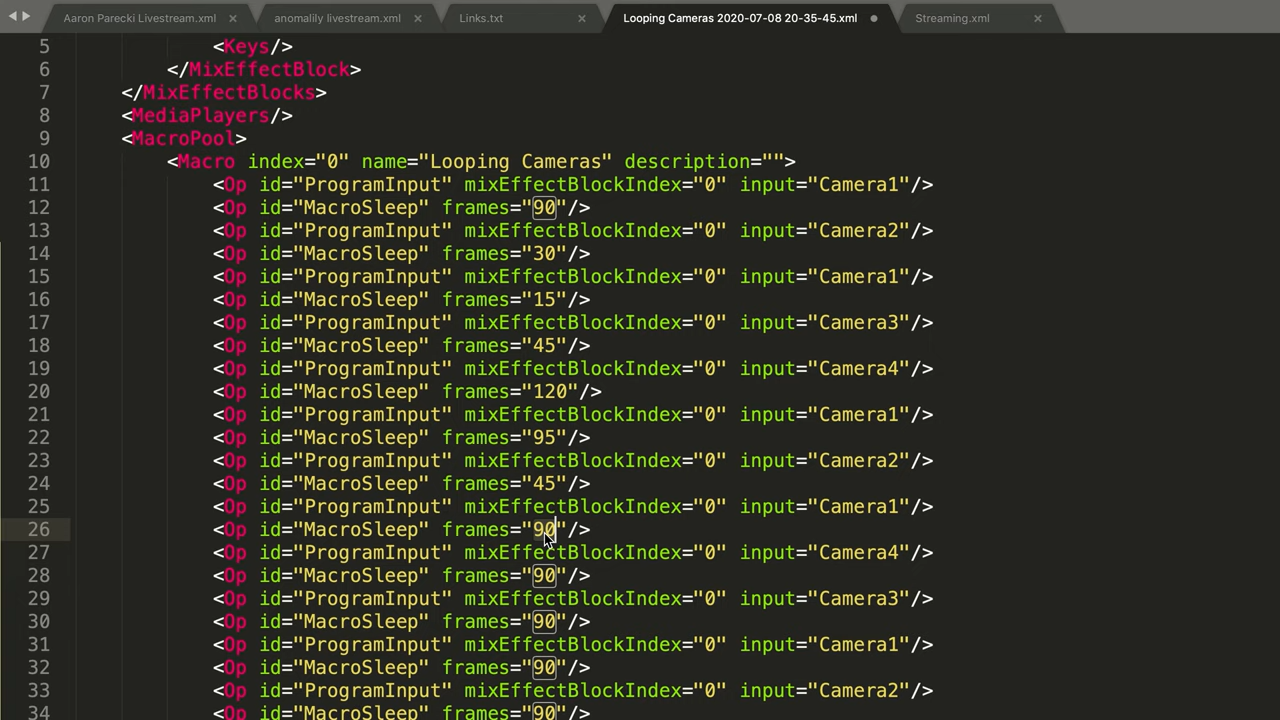 Aaron Parecki Livestream.xml × anomalily livestream.xml × Links.txt × Looping Cameras 2020-07-08 20-35-45.xml Streaming.xml ×
5 <Keys/>
6 </MixEffectBlock>
7 </MixEffectBlocks>
8 <MediaPlayers/>
9 <MacroPool>
10 <Macro index="0" name="Looping Cameras" description="">
11 <Op id="ProgramInput" mixEffectBlockIndex="0" input="Camera1"/>
12 <Op id="MacroSleep" frames="90"/>
13 <Op id="ProgramInput" mixEffectBlockIndex="0" input="Camera2"/>
14 <Op id="MacroSleep" frames="30"/>
15 <Op id="ProgramInput" mixEffectBlockIndex="0" input="Camera1"/>
16 <Op id="MacroSleep" frames="15"/>
17 <Op id="ProgramInput" mixEffectBlockIndex="0" input="Camera3"/>
18 <Op id="MacroSleep" frames="45"/>
19 <Op id="ProgramInput" mixEffectBlockIndex="0" input="Camera4"/>
20 <Op id="MacroSleep" frames="120"/>
21 <Op id="ProgramInput" mixEffectBlockIndex="0" input="Camera1"/>
22 <Op id="MacroSleep" frames="95"/>
23 <Op id="ProgramInput" mixEffectBlockIndex="0" input="Camera2"/>
24 <Op id="MacroSleep" frames="45"/>
25 <Op id="ProgramInput" mixEffectBlockIndex="0" input="Camera1"/>
26 <Op id="MacroSleep" frames="90"/>
27 <Op id="ProgramInput" mixEffectBlockIndex="0" input="Camera4"/>
28 <Op id="MacroSleep" frames="90"/>
29 <Op id="ProgramInput" mixEffectBlockIndex="0" input="Camera3"/>
30 <Op id="MacroSleep" frames="90"/>
31 <Op id="ProgramInput" mixEffectBlockIndex="0" input="Camera1"/>
32 <Op id="MacroSleep" frames="90"/>
33 <Op id="ProgramInput" mixEffectBlockIndex="0" input="Camera2"/>
34 <Op id="MacroSleep" frames="90"/>